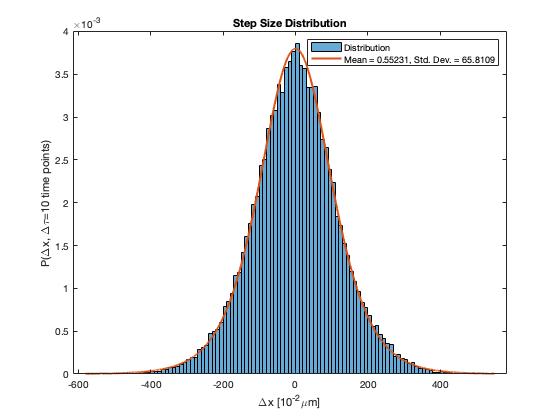 Step Size Distribution
×10⁻³
Distribution
Mean = 0.55231, Std. Dev. = 65.8109
4
3.5
3
2.5
2
1.5
1
0.5
0
P(Δx, Δτ=10 time points)
-600 -400 -200 0 200 400
Δx [10⁻²μm]